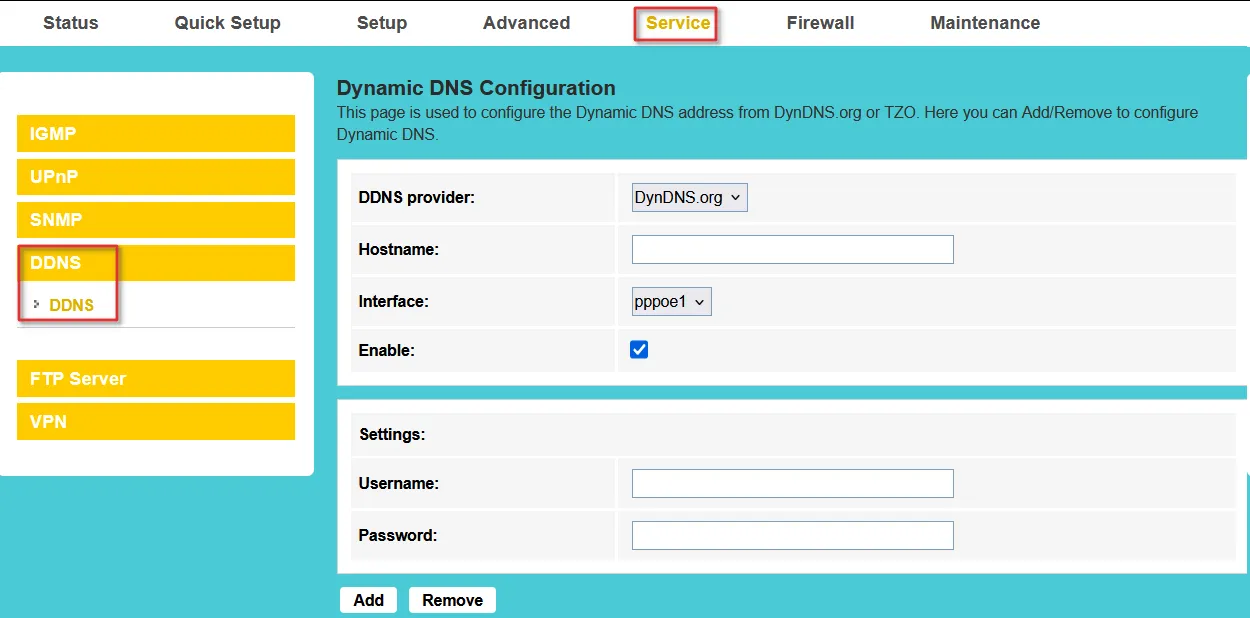 Status Quick Setup Setup Advanced Service Firewall Maintenance
IGMP
UPnP
SNMP
DDNS
DDNS
FTP Server
VPN
Dynamic DNS Configuration
This page is used to configure the Dynamic DNS address from DynDNS.org or TZO. Here you can Add/Remove to configure
Dynamic DNS.
DDNS provider: DynDNS.org
Hostname:
Interface: pppoe1
Enable:
Settings:
Username:
Password:
Add Remove